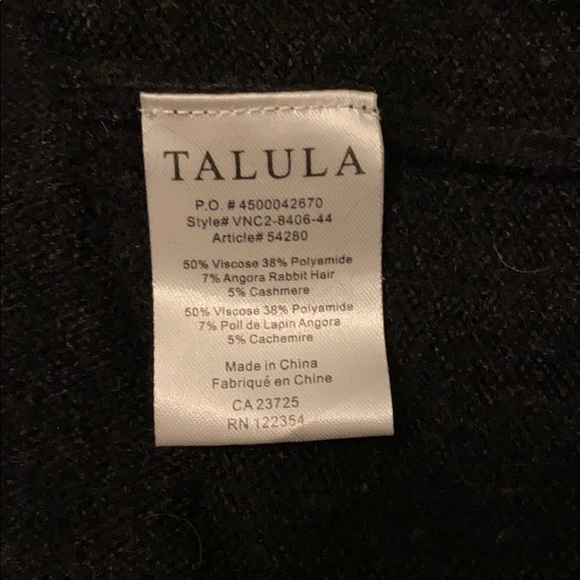 TALULA
P.O. # 4500042670
Style# VNC2-8406-44
Article# 54280
50% Viscose 38% Polyamide
7% Angora Rabbit Hair
5% Cashmere
50% Viscose 38% Polyamide
7% Poil de Lapin Angora
5% Cachemire
Made in China
Fabriqué en Chine
CA 23725
RN 122354